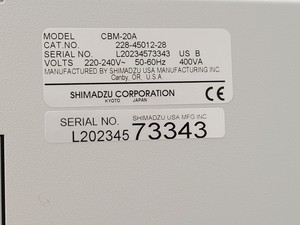 MODEL CBM-20A
CAT.NO. 228-45012-28
SERIAL NO. L20234573343 US B
VOLTS 220-240V~ 50-60Hz 400VA
MANUFACTURED BY SHIMADZU USA MANUFACTURING INC
Canby, OR, U.S.A.
SHIMADZU CORPORATION
KYOTO JAPAN
SERIAL NO. SHIMADZU USA MFG INC
L202345 73343